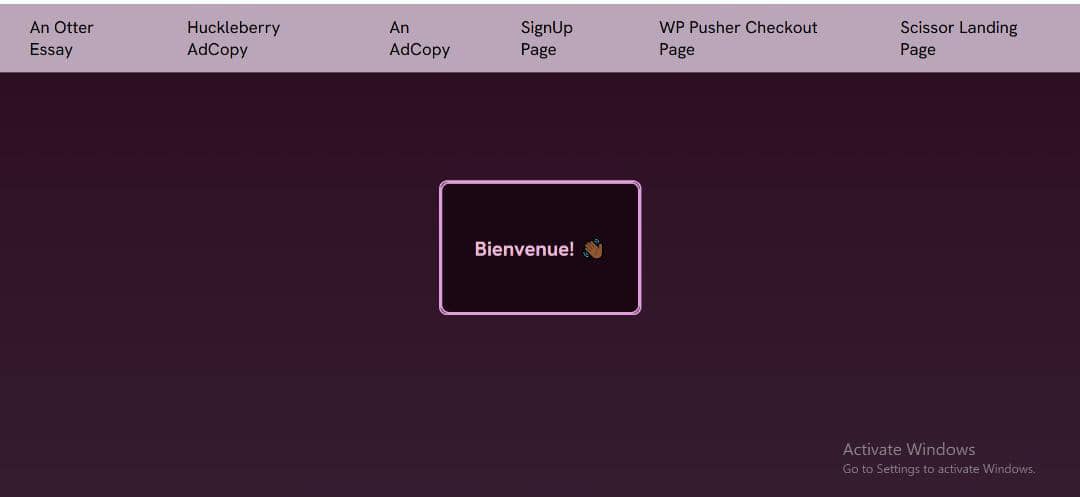 An Otter
Essay
Huckleberry
AdCopy
An
AdCopy
SignUp
Page
WP Pusher Checkout
Page
Scissor Landing
Page
Bienvenue! 👋🏾
Activate Windows
Go to Settings to activate Windows.